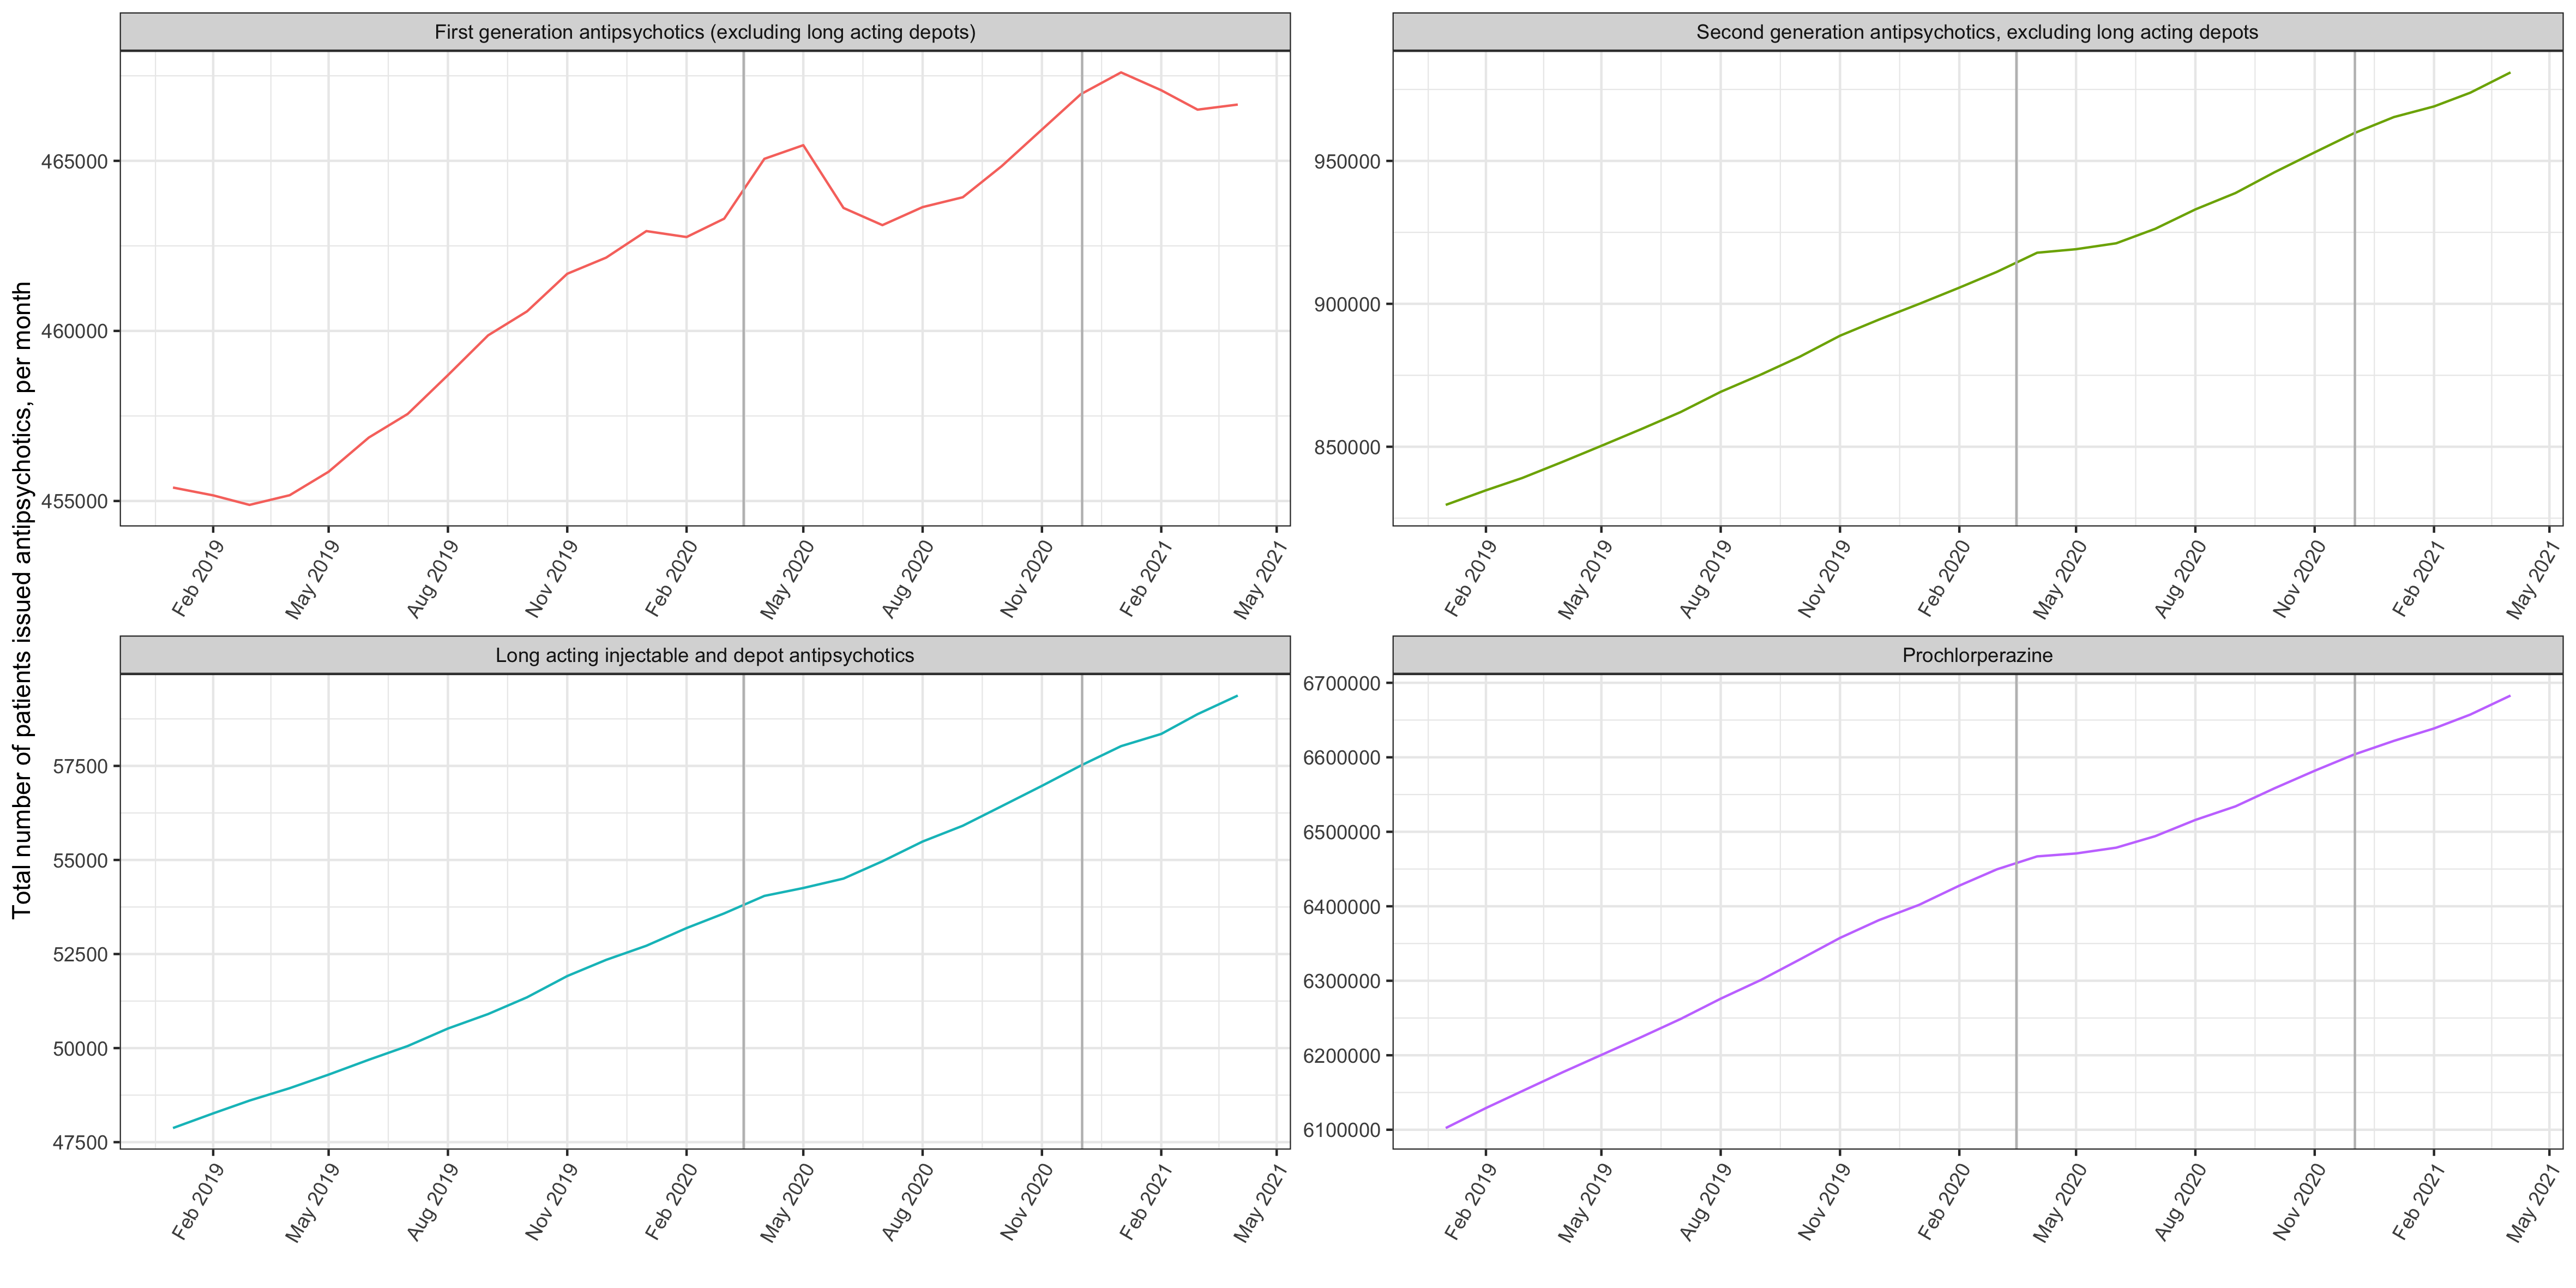 Total number of patients issued antipsychotics, per month
First generation antipsychotics (excluding long acting depots)
465000
460000
455000
Feb 2019
May 2019
Aug 2019
Nov 2019
Feb 2020
May 2020
Aug 2020
Nov 2020
Feb 2021
May 2021
Second generation antipsychotics, excluding long acting depots
950000
900000
850000
Feb 2019
May 2019
Aug 2019
Nov 2019
Feb 2020
May 2020
Aug 2020
Nov 2020
Feb 2021
May 2021
Long acting injectable and depot antipsychotics
57500
55000
52500
50000
47500
Feb 2019
May 2019
Aug 2019
Nov 2019
Feb 2020
May 2020
Aug 2020
Nov 2020
Feb 2021
May 2021
Prochlorperazine
6700000
6600000
6500000
6400000
6300000
6200000
6100000
Feb 2019
May 2019
Aug 2019
Nov 2019
Feb 2020
May 2020
Aug 2020
Nov 2020
Feb 2021
May 2021